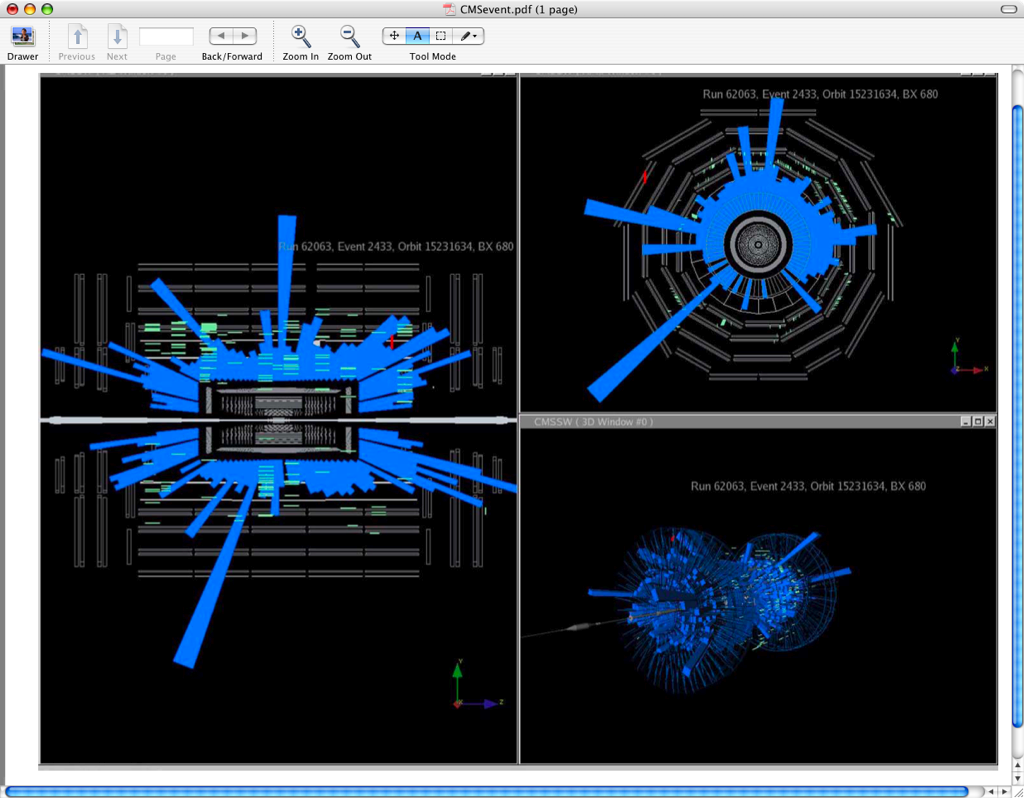 CMSevent.pdf (1 page)
Drawer
Previous
Next
Page
Back/Forward
Zoom In
Zoom Out
A
Tool Mode
Run 62063, Event 2433, Orbit 15231634, BX 680
Y
Z
Run 62063, Event 2433, Orbit 15231634, BX 680
Y
X
Z
CMSSW ( 3D Window #0 )
Run 62063, Event 2433, Orbit 15231634, BX 680